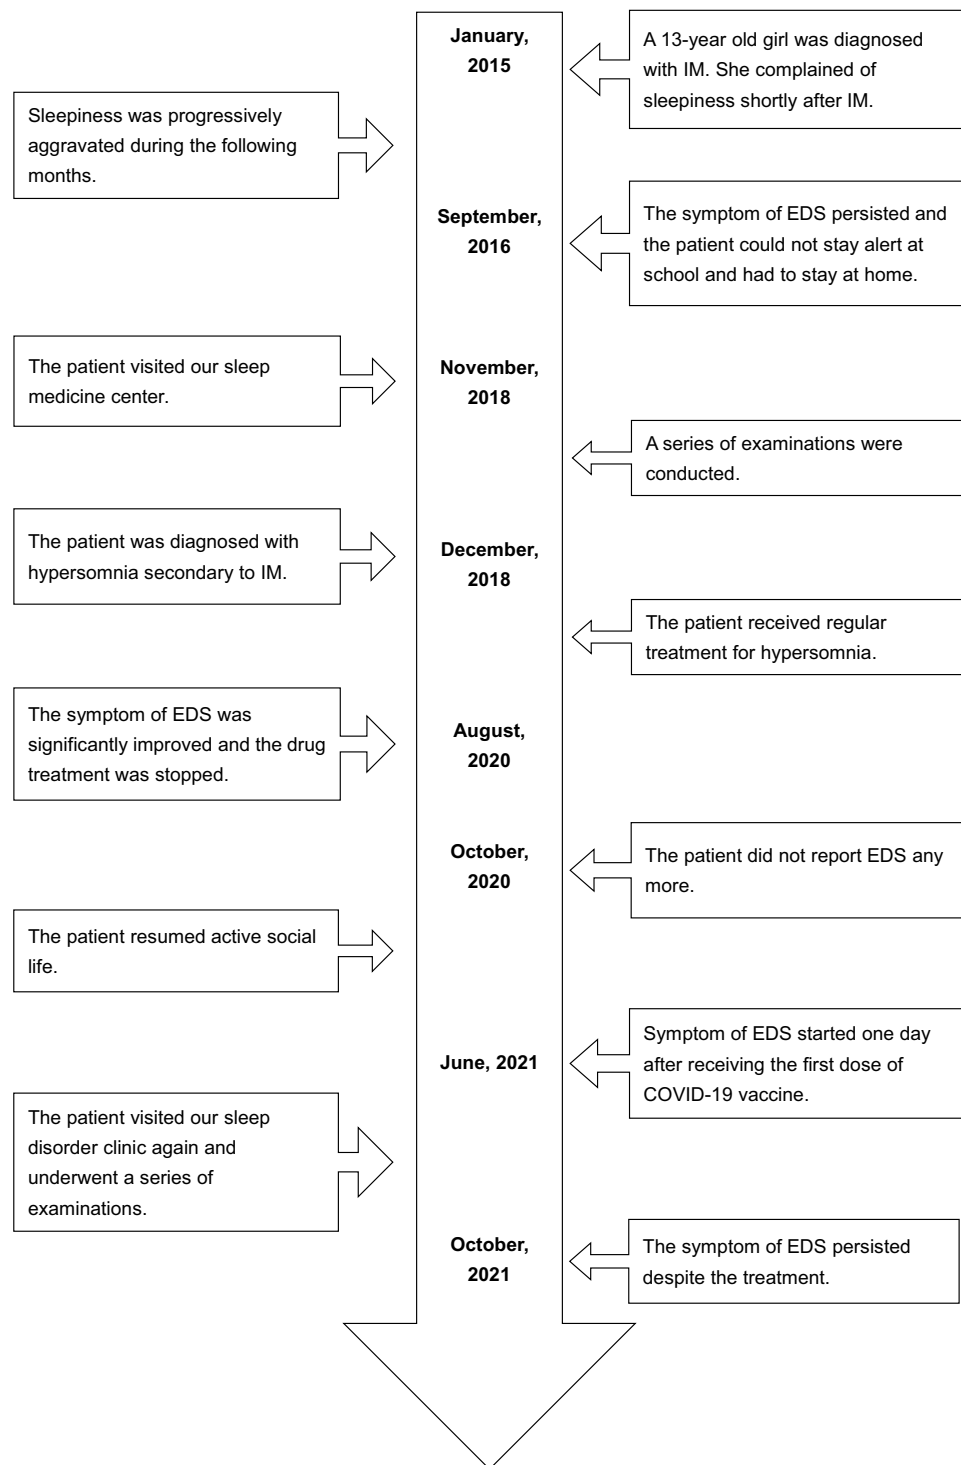 January,
2015
A 13-year old girl was diagnosed
with IM. She complained of
sleepiness shortly after IM.
Sleepiness was progressively
aggravated during the following
months.
September,
2016
The symptom of EDS persisted and
the patient could not stay alert at
school and had to stay at home.
The patient visited our sleep
medicine center.
November,
2018
A series of examinations were
conducted.
The patient was diagnosed with
hypersomnia secondary to IM.
December,
2018
The patient received regular
treatment for hypersomnia.
The symptom of EDS was
significantly improved and the drug
treatment was stopped.
August,
2020
October,
2020
The patient did not report EDS any
more.
The patient resumed active social
life.
June, 2021
Symptom of EDS started one day
after receiving the first dose of
COVID-19 vaccine.
The patient visited our sleep
disorder clinic again and
underwent a series of
examinations.
October,
2021
The symptom of EDS persisted
despite the treatment.